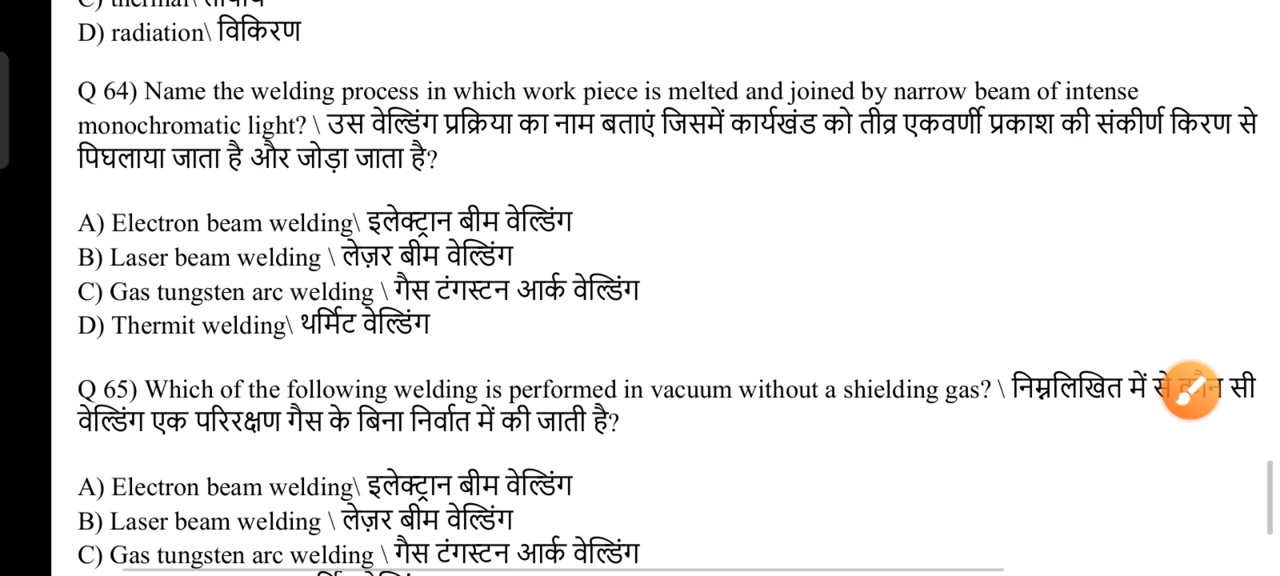 D) radiation\ विकिरण
Q 64) Name the welding process in which work piece is melted and joined by narrow beam of intense
monochromatic light? \ उस वेल्डिंग प्रक्रिया का नाम बताएं जिसमें कार्यखंड को तीव्र एकवर्णी प्रकाश की संकीर्ण किरण से
पिघलाया जाता है और जोड़ा जाता है?
A) Electron beam welding\ इलेक्ट्रान बीम वेल्डिंग
B) Laser beam welding \ लेज़र बीम वेल्डिंग
C) Gas tungsten arc welding \ गैस टंगस्टन आर्क वेल्डिंग
D) Thermit welding\ थर्मिट वेल्डिंग
Q 65) Which of the following welding is performed in vacuum without a shielding gas? \ निम्नलिखित में से सी
वेल्डिंग एक परिरक्षण गैस के बिना निर्वात में की जाती है?
A) Electron beam welding\ इलेक्ट्रान बीम वेल्डिंग
B) Laser beam welding \ लेज़र बीम वेल्डिंग
C) Gas tungsten arc welding \ गैस टंगस्टन आर्क वेल्डिंग